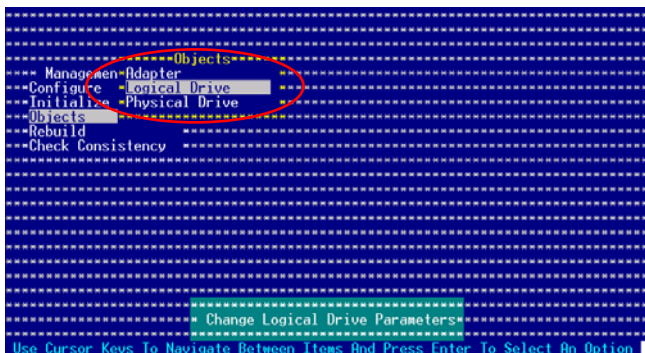 Objects
Managemen
Adapter
Configure
Logical Drive
Initialize
Physical Drive
Objects
Rebuild
Check Consistency
Change Logical Drive Parameters
Use Cursor Keys To Navigate Between Items And Press Enter To Select An Option